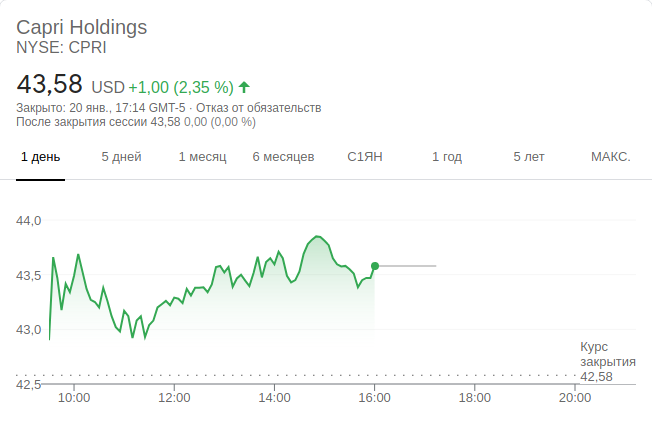 Capri Holdings
NYSE: CPRI
43,58 USD +1,00 (2,35 %)
Закрыто: 20 янв., 17:14 GMT-5 · Отказ от обязательств
После закрытия сессии 43,58 0,00 (0,00 %)
1 день 5 дней 1 месяц 6 месяцев С1ЯН 1 год 5 лет МАКС.
44,0
43,5
43,0
Курс
закрытия
42,58
42,5
10:00 12:00 14:00 16:00 18:00 20:00